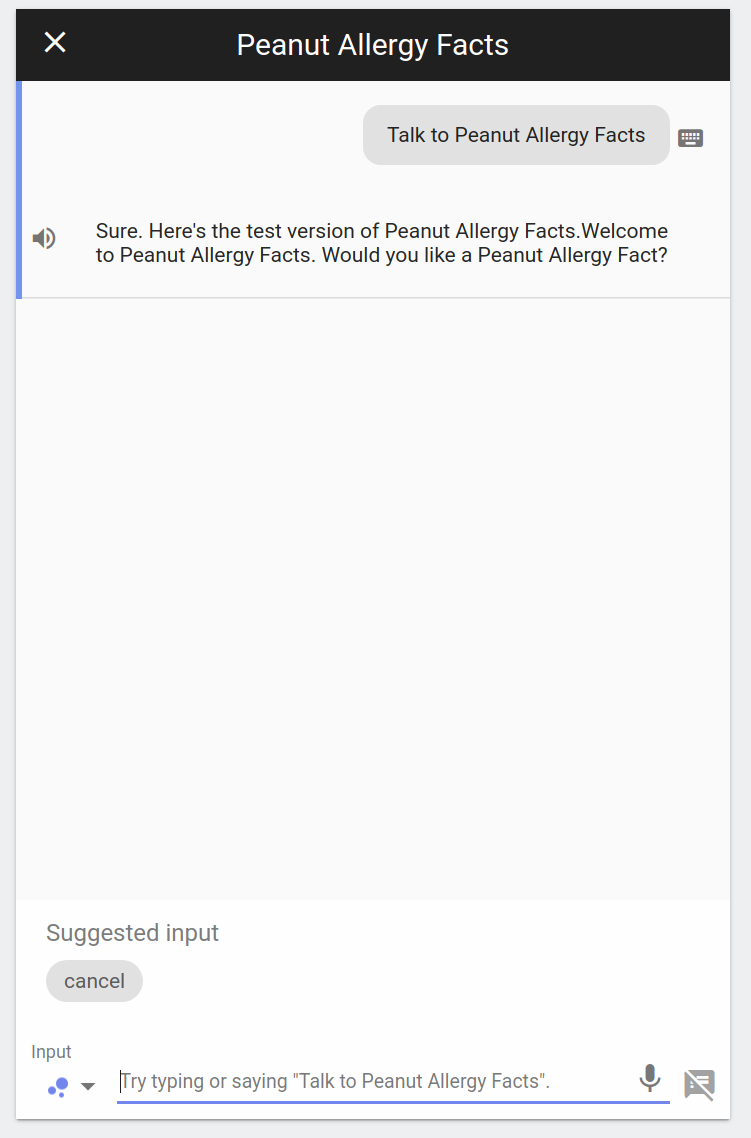 Peanut Allergy Facts
Talk to Peanut Allergy Facts
Sure. Here's the test version of Peanut Allergy Facts.Welcome
to Peanut Allergy Facts. Would you like a Peanut Allergy Fact?
Suggested input
cancel
Input
Try typing or saying "Talk to Peanut Allergy Facts".